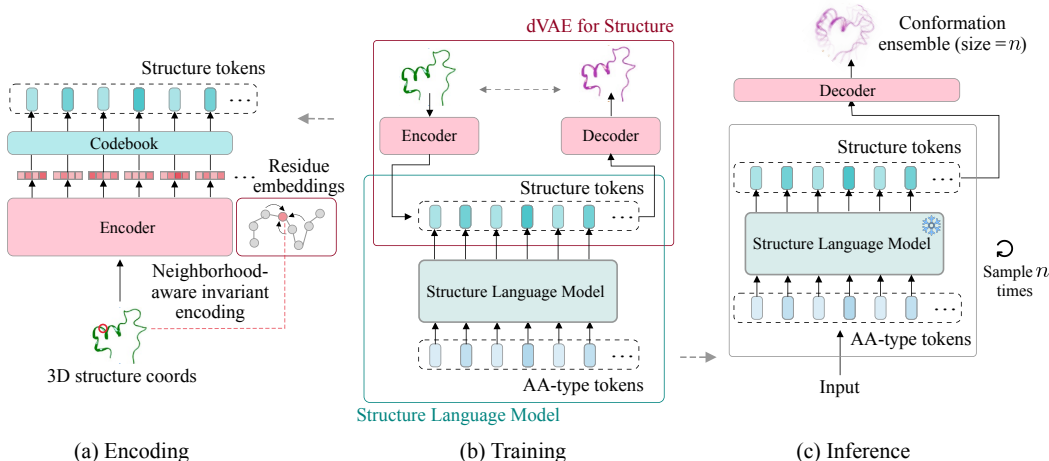 Structure tokens
...
Codebook
Residue
embeddings
Encoder
Neighborhood-
aware invariant
encoding
3D structure coords
(a) Encoding
dVAE for Structure
Encoder
Decoder
Structure tokens
...
Structure Language Model
...
AA-type tokens
Structure Language Model
(b) Training
Conformation
ensemble (size = n)
Decoder
Structure tokens
...
Structure Language Model
Sample n
times
...
AA-type tokens
Input
(c) Inference